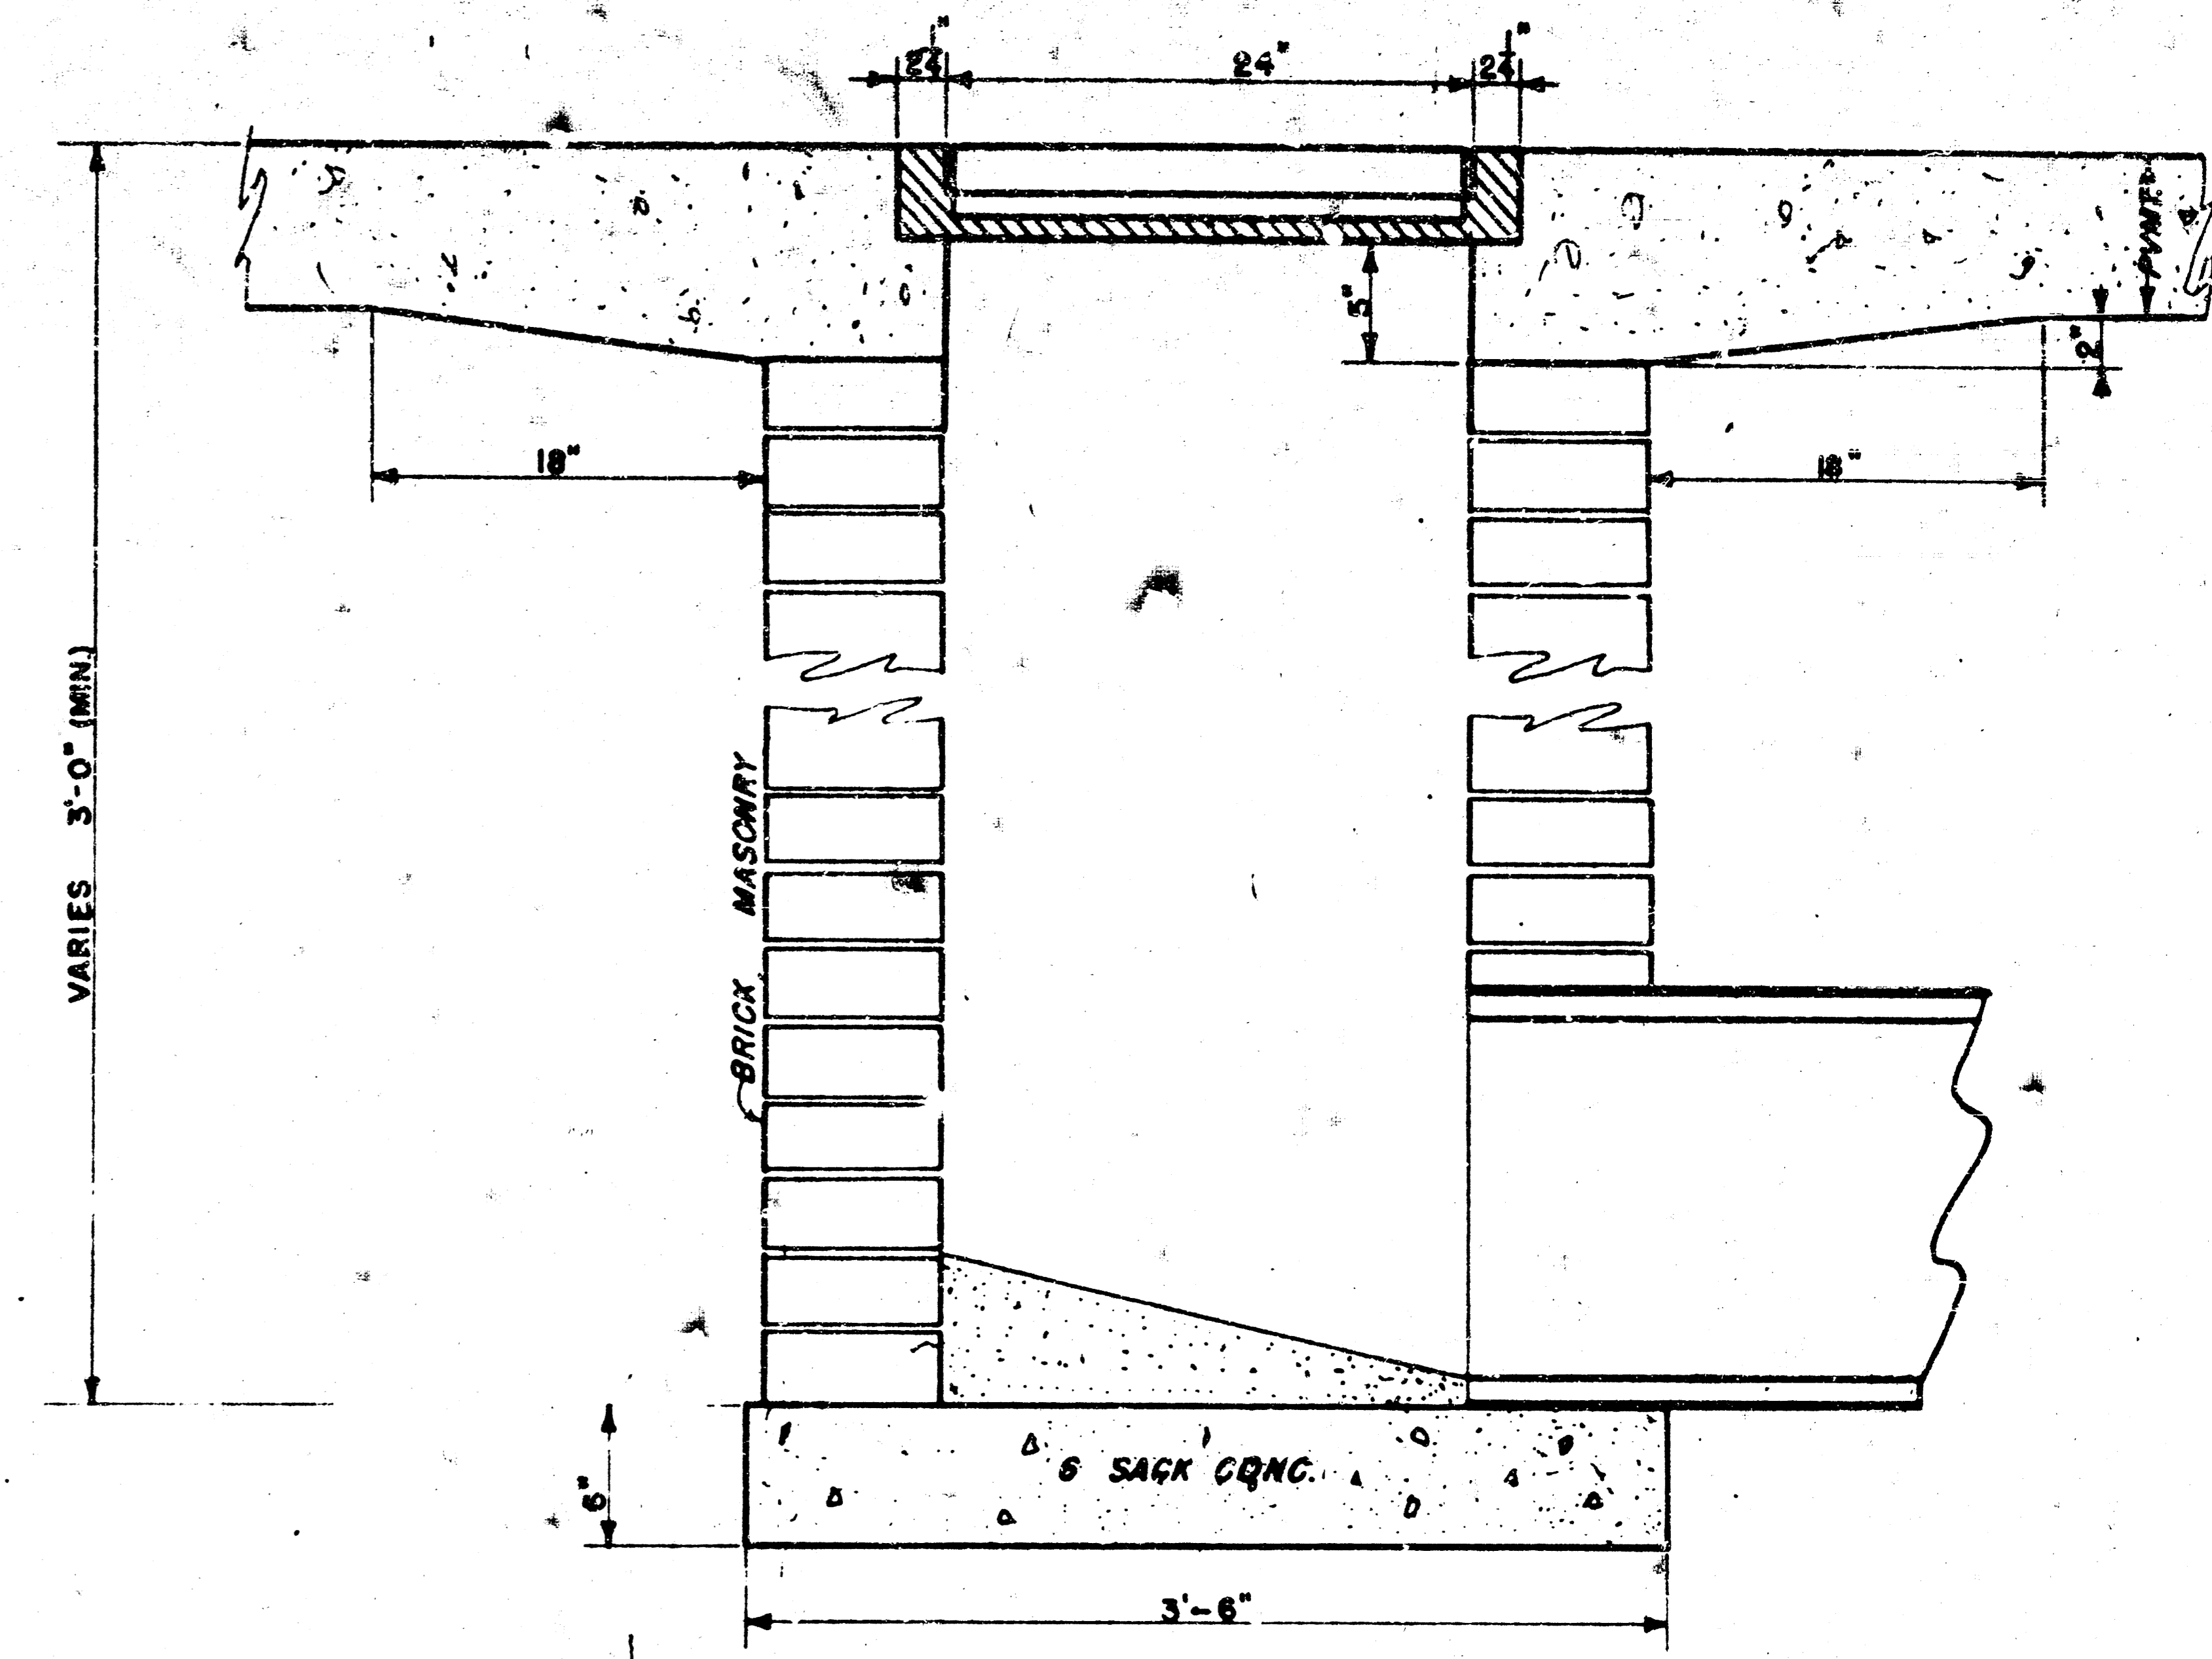 2¼"
24"
2¼"
PVMT.
5"
2"
18"
18"
VARIES 3'-0" (MIN.)
BRICK MASONRY
6 SACK CONC.
6"
3'-6"